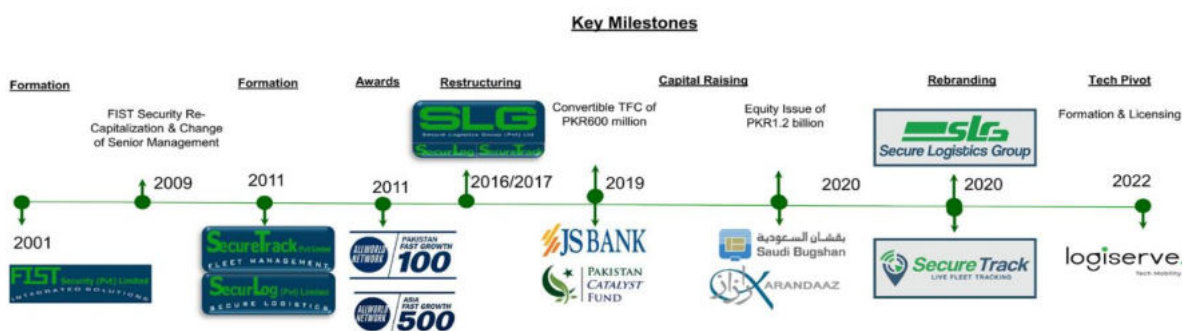 Key Milestones
Formation
Formation
Awards
Restructuring
Capital Raising
Rebranding
Tech Pivot
FIST Security Re-
Capitalization & Change
of Senior Management
SLG
Secure Logistics Group (Pvt) Ltd
SecurLog SecureTrack
Convertible TFC of
PKR600 million
Equity Issue of
PKR1.2 billion
SLG
Secure Logistics Group
Formation & Licensing
2001
2009
2011
2011
2016/2017
2019
2020
2020
2022
FIST Security (Pvt) Limited
INTEGRATED SOLUTIONS
SecureTrack (Pvt) Limited
FLEET MANAGEMENT
SecurLog (Pvt) Limited
SECURE LOGISTICS
ALLWORLD
NETWORK
PAKISTAN
FAST GROWTH
100
ALLWORLD
NETWORK
ASIA
FAST GROWTH
500
JS BANK
PAKISTAN
CATALYST
FUND
بقشان السعودية
Saudi Bugshan
KARANDAAZ
Secure Track
LIVE FLEET TRACKING
logiserve.
Tech Mobility